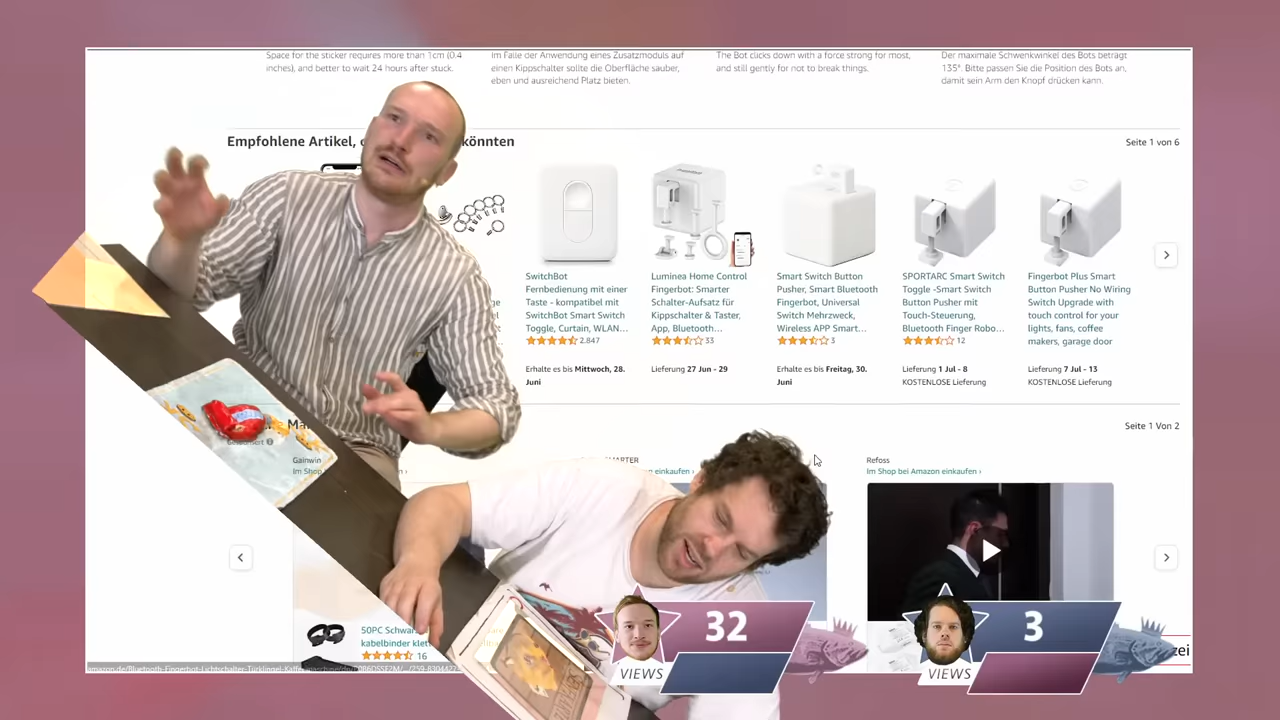 Space for the sticker requires more than 1cm (0.4
inches), and better to wait 24 hours after stuck.
Im Falle der Anwendung eines Zusatzmoduls auf
einen Kippschalter sollte die Oberfläche sauber,
eben und ausreichend Platz bieten.
The Bot clicks down with a force strong for most,
and still gently for not to break things.
Der maximale Schwenkwinkel des Bots beträgt
135°. Bitte passen Sie die Position des Bots an,
damit sein Arm den Knopf drücken kann.
Empfohlene Artikel, könnten
Seite 1 von 6
SwitchBot
Fernbedienung mit einer
Taste - kompatibel mit
SwitchBot Smart Switch
Toggle, Curtain, WLAN...
2.847
Erhalte es bis Mittwoch, 28.
Juni
Luminea Home Control
Fingerbot: Smarter
Schalter-Aufsatz für
Kippschalter & Taster,
App, Bluetooth...
33
Lieferung 27 Jun - 29
Smart Switch Button
Pusher, Smart Bluetooth
Fingerbot, Universal
Switch Mehrzweck,
Wireless APP Smart...
3
Erhalte es bis Freitag, 30.
Juni
SPORTARC Smart Switch
Toggle -Smart Switch
Button Pusher mit
Touch-Steuerung,
Bluetooth Finger Robo...
12
Lieferung 1 Jul - 8
KOSTENLOSE Lieferung
Fingerbot Plus Smart
Button Pusher No Wiring
Switch Upgrade with
touch control for your
lights, fans, coffee
makers, garage door
Lieferung 7 Jul - 13
KOSTENLOSE Lieferung
Seite 1 Von 2
Gainwin
Im Shop
einkaufen ›
Refoss
Im Shop bei Amazon einkaufen ›
50PC Schwarz
kabelbinder klett
16
32
VIEWS
3
VIEWS